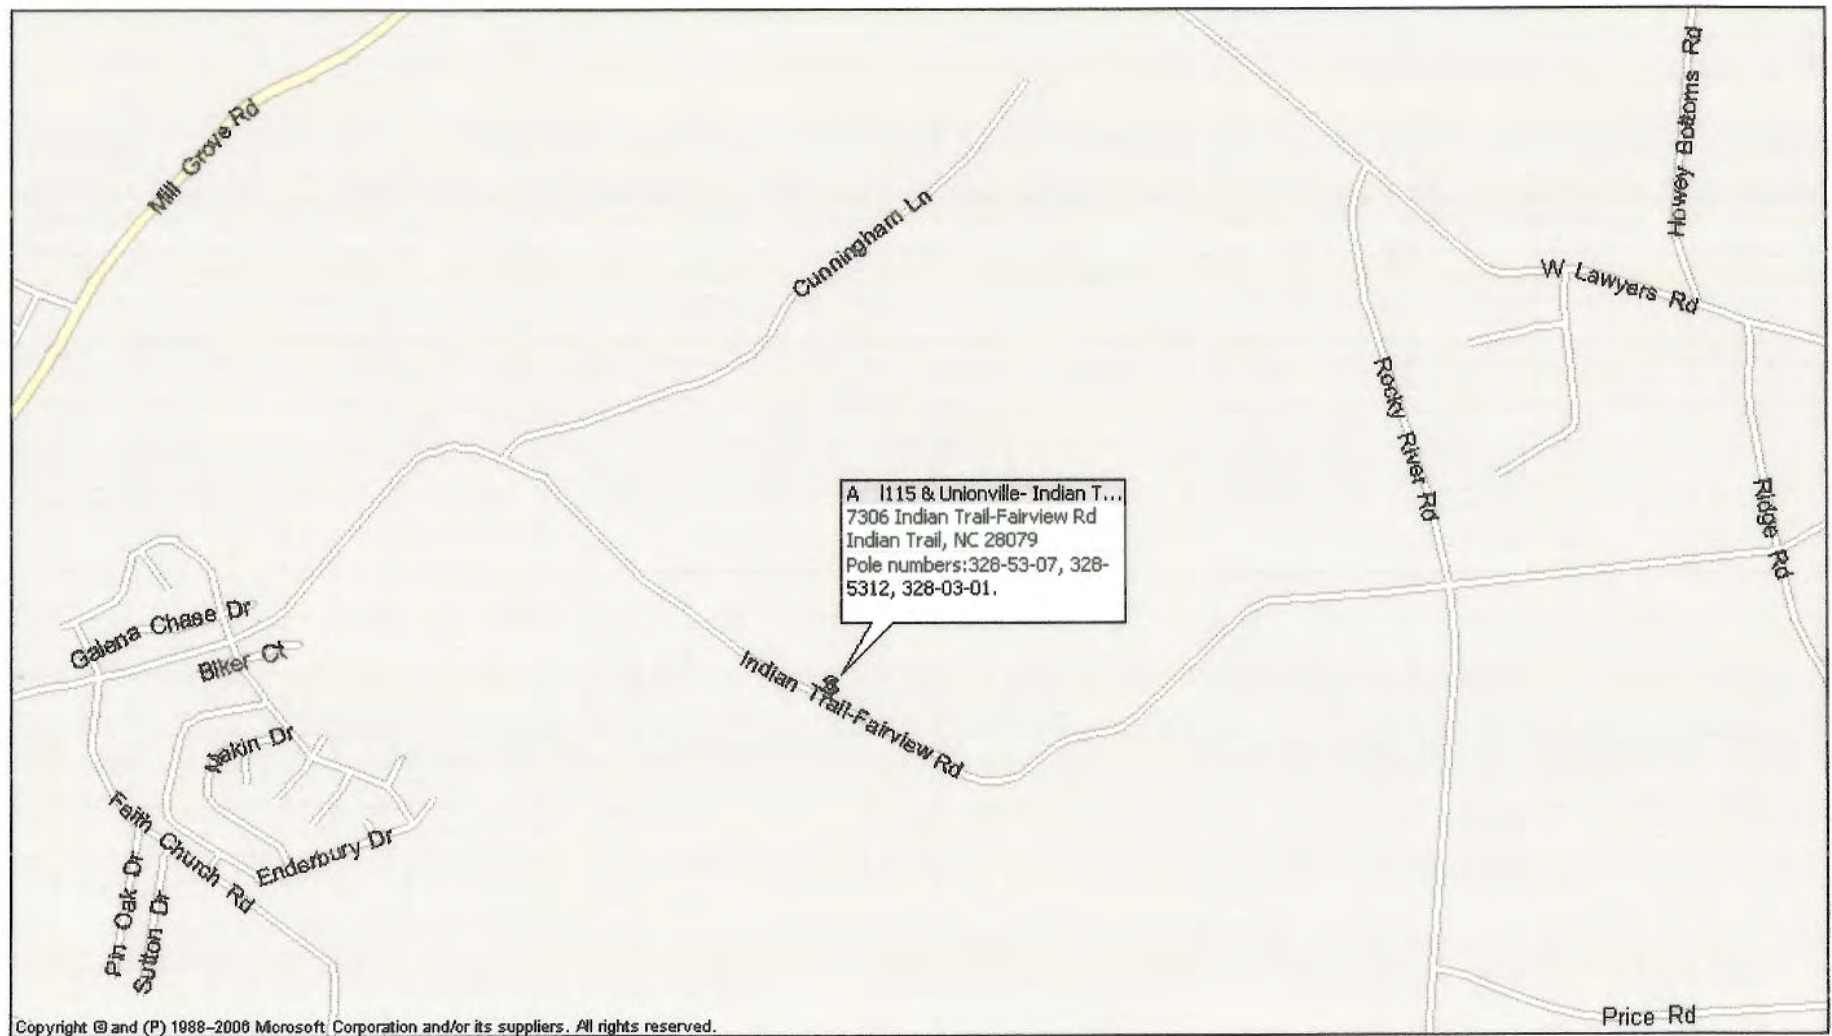 Mill Grove Rd
Howey Bottoms Rd
Cunningham Ln
W Lawyers Rd
Rocky River Rd
Ridge Rd
A I115 & Unionville- Indian T...
7306 Indian Trail-Fairview Rd
Indian Trail, NC 28079
Pole numbers:328-53-07, 328-
5312, 328-03-01.
Galena Chase Dr
Biker Ct
Indian Trail-Fairview Rd
Dr
Faith Church Rd
Enderbury Dr
Pin Oak Dr
Sutton Dr
Price Rd
Copyright © and (P) 1988–2006 Microsoft Corporation and/or its suppliers. All rights reserved.